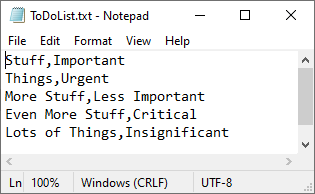 ToDoList.txt - Notepad
File Edit Format View Help
Stuff,Important
Things,Urgent
More Stuff,Less Important
Even More Stuff,Critical
Lots of Things,Insignificant
Ln 100% Windows (CRLF) UTF-8